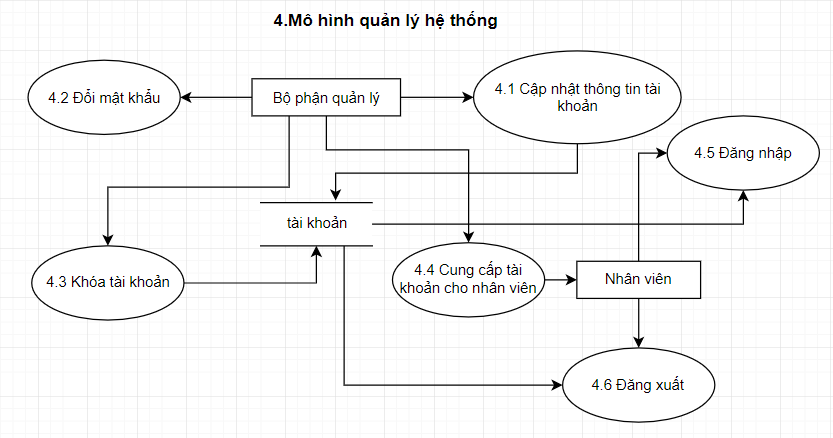 4.Mô hình quản lý hệ thống
4.2 Đổi mật khẩu
Bộ phận quản lý
4.1 Cập nhật thông tin tài
khoản
4.5 Đăng nhập
tài khoản
4.3 Khóa tài khoản
4.4 Cung cấp tài
khoản cho nhân viên
Nhân viên
4.6 Đăng xuất